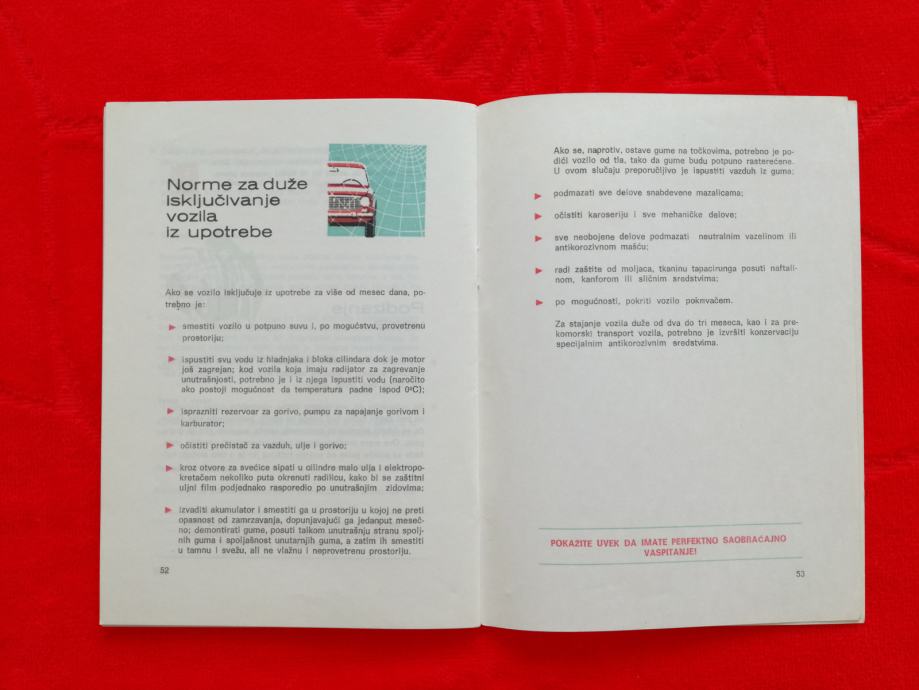 Norme za duže
isključivanje
vozila
iz upotrebe
Ako se vozilo isključuje iz upotrebe za više od mesec dana, po-
trebno je:
smestiti vozilo u potpuno suvu i, po mogućstvu, provetrenu
prostoriju;
ispustiti svu vodu iz hladnjaka i bloka cilindara dok je motor
još zagrejan; kod vozila koja imaju radijator za zagrevanje
unutrašnjosti, potrebno je i iz njega ispustiti vodu (naročito
ako postoji mogućnost da temperatura padne ispod 0°C);
isprazniti rezervoar za gorivo, pumpu za napajanje gorivom i
karburator;
očistiti prečistač za vazduh, ulje i gorivo;
kroz otvore za svećice sipati u cilindre malo ulja i elektropo-
kretačem nekoliko puta okrenuti radilicu, kako bi se zaštitni
uljni film podjednako rasporedio po unutrašnjim zidovima;
izvaditi akumulator i smestiti ga u prostoriju u kojoj ne preti
opasnost od zamrzavanja, dopunjavajući ga jedanput meseč-
no; demontirati gume, posuti talkom unutrašnju stranu spolj-
nih guma i spoljašnost unutarnjih guma, a zatim ih smestiti
u tamnu i svežu, ali ne vlažnu i neprovetrenu prostoriju.
52
Ako se, naprotiv, ostave gume na točkovima, potrebno je po-
dići vozilo od tla, tako da gume budu potpuno rasterećene.
U ovom slučaju preporučljivo je ispustiti vazduh iz guma;
podmazati sve delove snabdevene mazalicama;
očistiti karoseriju i sve mehaničke delove;
sve neobojene delove podmazati neutralnim vazelinom ili
antikorozivnom mašću;
radi zaštite od moljaca, tkaninu tapacirunga posuti naftali-
nom, kanforom ili sličnim sredstvima;
po mogućnosti, pokriti vozilo pokrivačem.
Za stajanje vozila duže od dva do tri meseca, kao i za pre-
komorski transport vozila, potrebno je izvršiti konzervaciju
specijalnim antikorozivnim sredstvima.
POKAŽITE UVEK DA IMATE PERFEKTNO SAOBRAĆAJNO
VASPITANJE!
53